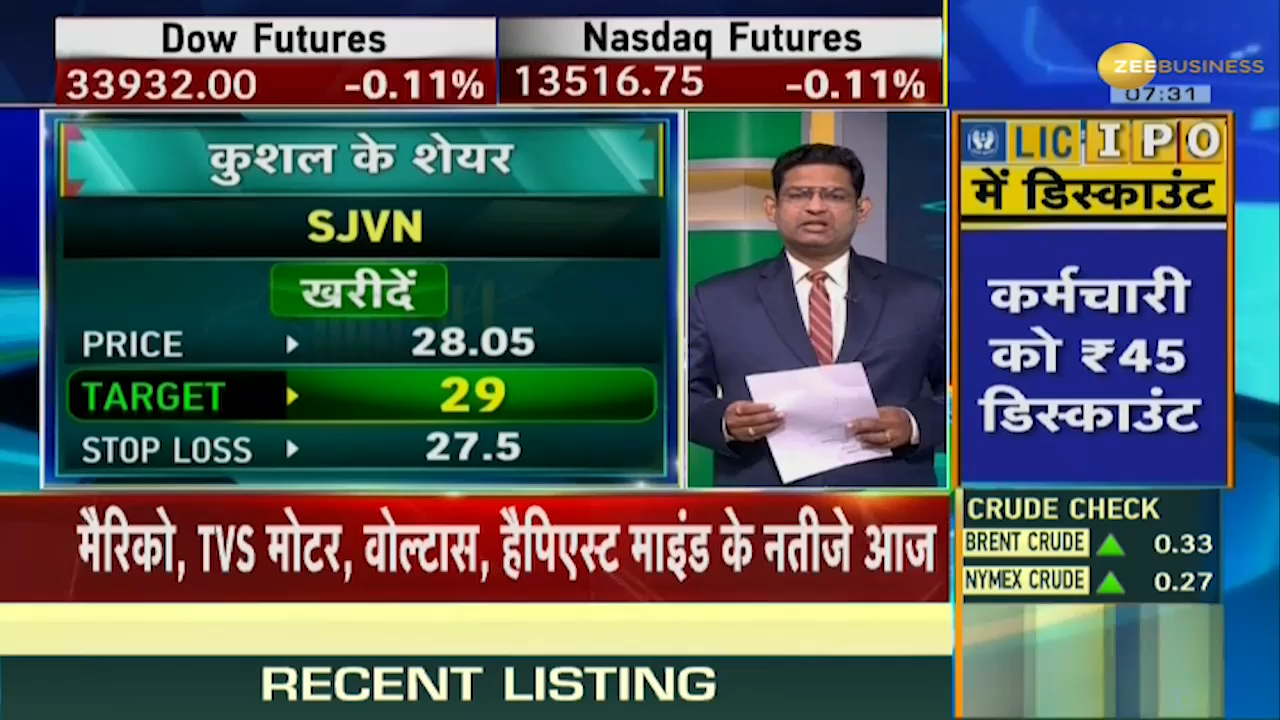 Dow Futures
33932.00 -0.11%
Nasdaq Futures
13516.75 -0.11%
ZEEBUSINESS
07:31
कुशल के शेयर
SJVN
खरीदें
PRICE 28.05
TARGET 29
STOP LOSS 27.5
LIC IPO
में डिस्काउंट
कर्मचारी
को ₹45
डिस्काउंट
मैरिको, TVS मोटर, वोल्टास, हैपिएस्ट माइंड के नतीजे आज
CRUDE CHECK
BRENT CRUDE 0.33
NYMEX CRUDE 0.27
RECENT LISTING